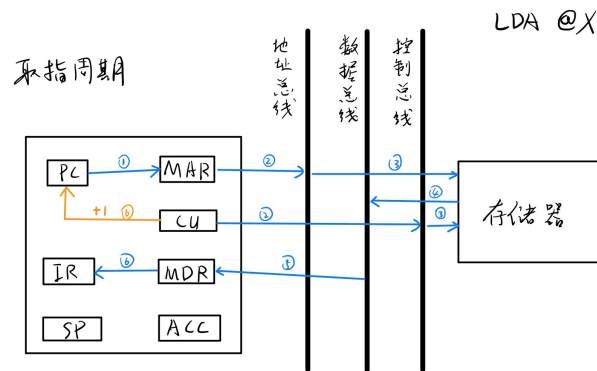 LDA @X
取指周期
地址总线
数据总线
控制总线
PC
①
MAR
②
③
④
+1 ⑥
CU
②
③
存储器
IR
⑥
MDR
⑤
SP
ACC